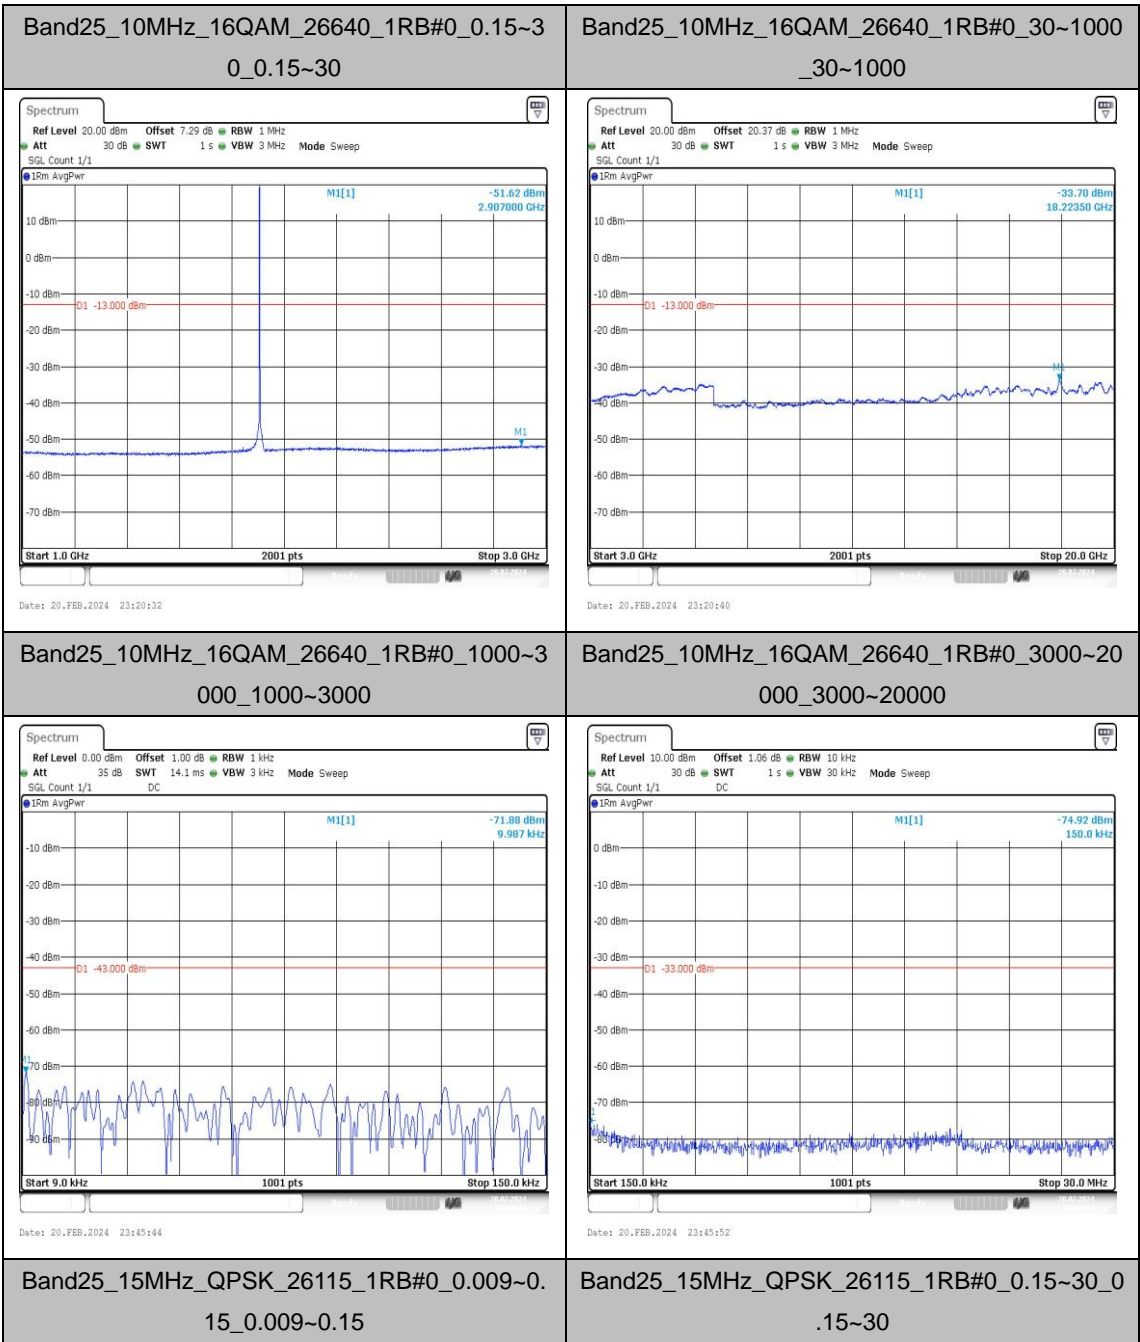 Band25_10MHz_16QAM_26640_1RB#0_0.15~3
0_0.15~30
Band25_10MHz_16QAM_26640_1RB#0_30~1000
_30~1000
Spectrum
Ref Level 20.00 dBm Offset 7.29 dB RBW 1 MHz
Att 30 dB SWT 1 s VBW 3 MHz Mode Sweep
SGL Count 1/1
1Rm AvgPwr
M1[1] -51.62 dBm
2.907000 GHz
10 dBm
0 dBm
-10 dBm
D1 -13.000 dBm
-20 dBm
-30 dBm
-40 dBm
-50 dBm
M1
-60 dBm
-70 dBm
Start 1.0 GHz 2001 pts Stop 3.0 GHz
Date: 20.FEB.2024 23:20:32
Spectrum
Ref Level 20.00 dBm Offset 20.37 dB RBW 1 MHz
Att 30 dB SWT 1 s VBW 3 MHz Mode Sweep
SGL Count 1/1
1Rm AvgPwr
M1[1] -33.70 dBm
18.22350 GHz
10 dBm
0 dBm
-10 dBm
D1 -13.000 dBm
-20 dBm
-30 dBm
M1
-40 dBm
-50 dBm
-60 dBm
-70 dBm
Start 3.0 GHz 2001 pts Stop 20.0 GHz
Date: 20.FEB.2024 23:20:40
Band25_10MHz_16QAM_26640_1RB#0_1000~3
000_1000~3000
Band25_10MHz_16QAM_26640_1RB#0_3000~20
000_3000~20000
Spectrum
Ref Level 0.00 dBm Offset 1.00 dB RBW 1 kHz
Att 35 dB SWT 14.1 ms VBW 3 kHz Mode Sweep
SGL Count 1/1 DC
1Rm AvgPwr
M1[1] -71.88 dBm
9.987 kHz
-10 dBm
-20 dBm
-30 dBm
-40 dBm
D1 -43.000 dBm
-50 dBm
-60 dBm
M1
-70 dBm
-80 dBm
-90 dBm
Start 9.0 kHz 1001 pts Stop 150.0 kHz
Date: 20.FEB.2024 23:45:44
Spectrum
Ref Level 10.00 dBm Offset 1.06 dB RBW 10 kHz
Att 30 dB SWT 1 s VBW 30 kHz Mode Sweep
SGL Count 1/1 DC
1Rm AvgPwr
M1[1] -74.92 dBm
150.0 kHz
0 dBm
-10 dBm
-20 dBm
-30 dBm
D1 -33.000 dBm
-40 dBm
-50 dBm
-60 dBm
-70 dBm
-80 dBm
Start 150.0 kHz 1001 pts Stop 30.0 MHz
Date: 20.FEB.2024 23:45:52
Band25_15MHz_QPSK_26115_1RB#0_0.009~0.
15_0.009~0.15
Band25_15MHz_QPSK_26115_1RB#0_0.15~30_0
.15~30